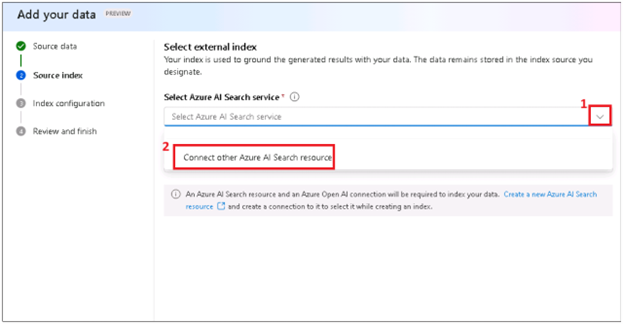 Add your data PREVIEW
Source data
2 Source index
3 Index configuration
4 Review and finish
Select external index
Your index is used to ground the generated results with your data. The data remains stored in the index source you
designate.
Select Azure AI Search service *
1
Select Azure AI Search service
2
Connect other Azure AI Search resource
An Azure AI Search resource and an Azure Open AI connection will be required to index your data. Create a new Azure AI Search
resource and create a connection to it to select it while creating an index.